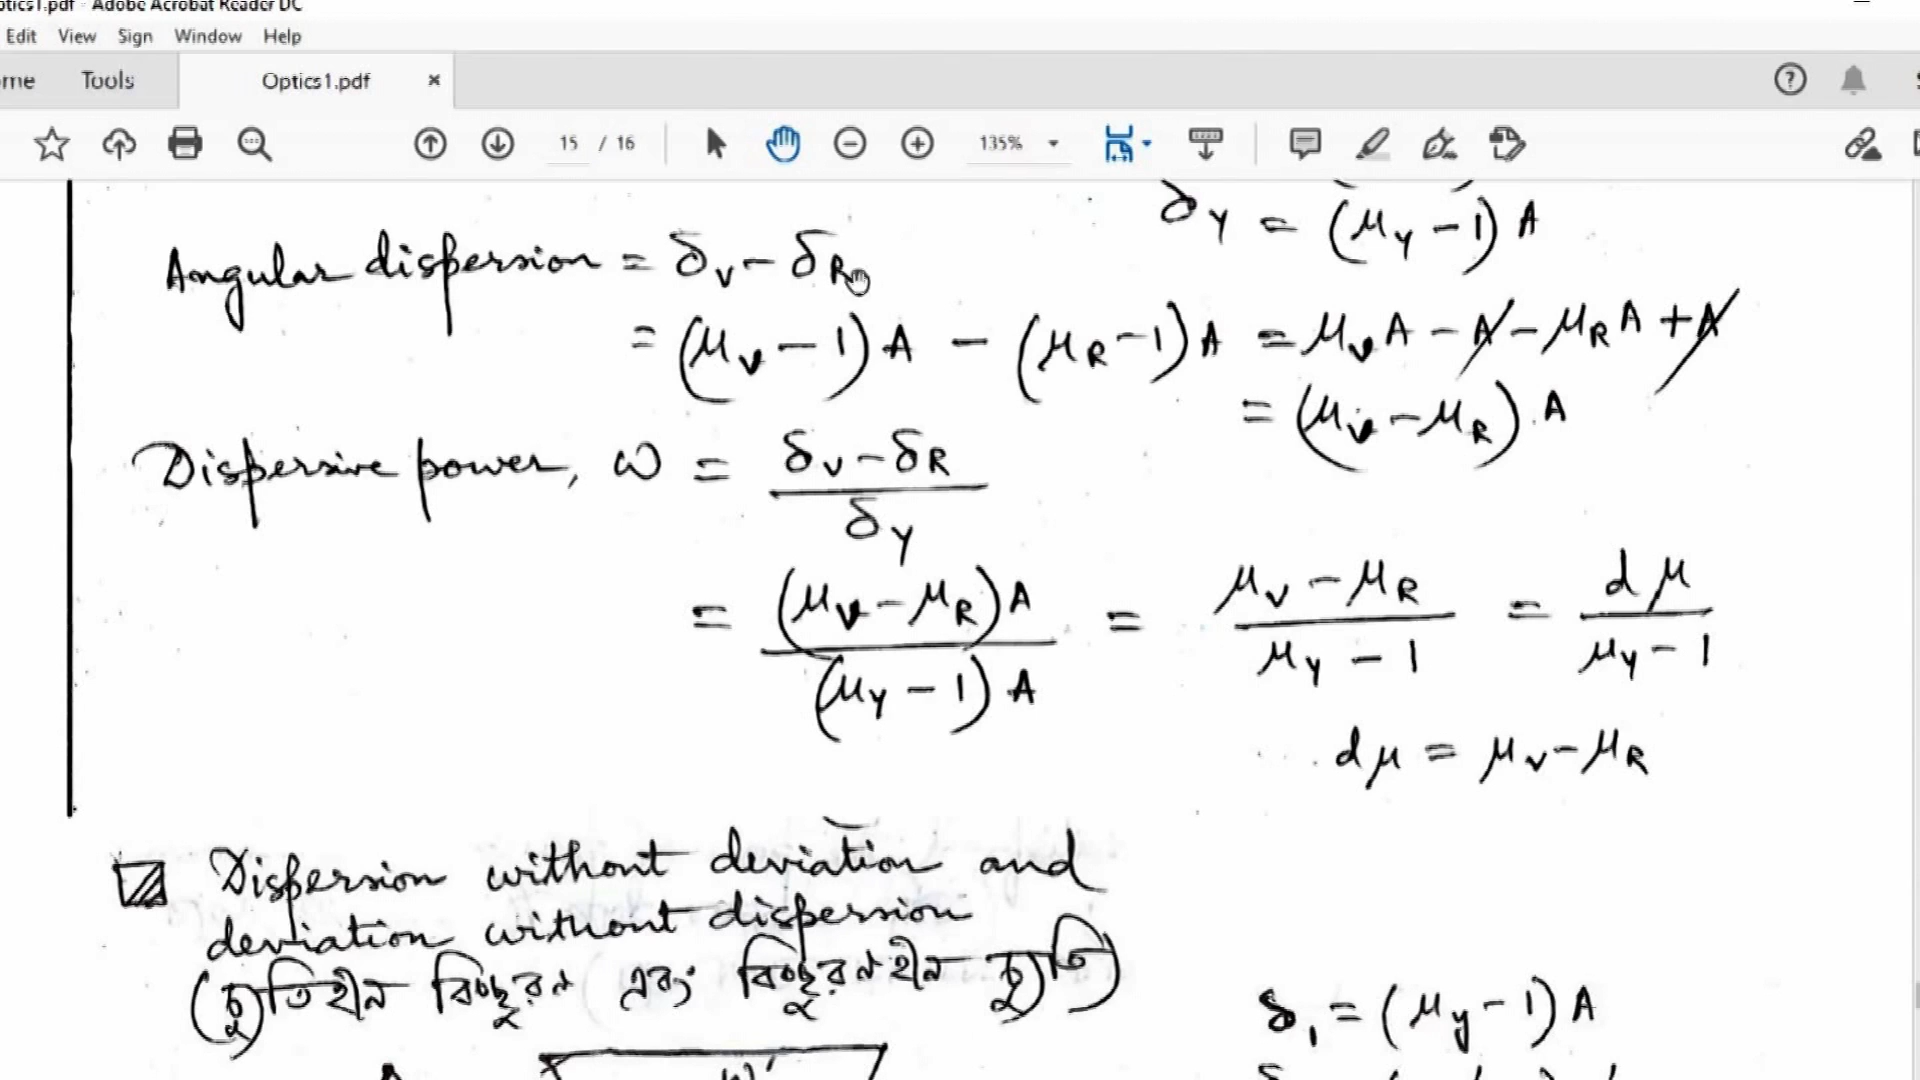 Optics1.pdf - Adobe Acrobat Reader DC
Edit View Sign Window Help
Tools Optics1.pdf ×
15 / 16 135%
δY = (μY − 1) A
Angular dispersion = δV − δR
= (μV − 1) A − (μR − 1) A = μV A − A − μR A + A
= (μV − μR) A
Dispersive power, ω = δV − δR / δY
= (μV − μR) A / (μY − 1) A = μV − μR / μY − 1 = dμ / μY − 1
dμ = μV − μR
Dispersion without deviation and
deviation without dispersion
(চ্যুতিহীন বিচ্ছুরণ এবং বিচ্ছুরণহীন চ্যুতি)
δ1 = (μy − 1) A